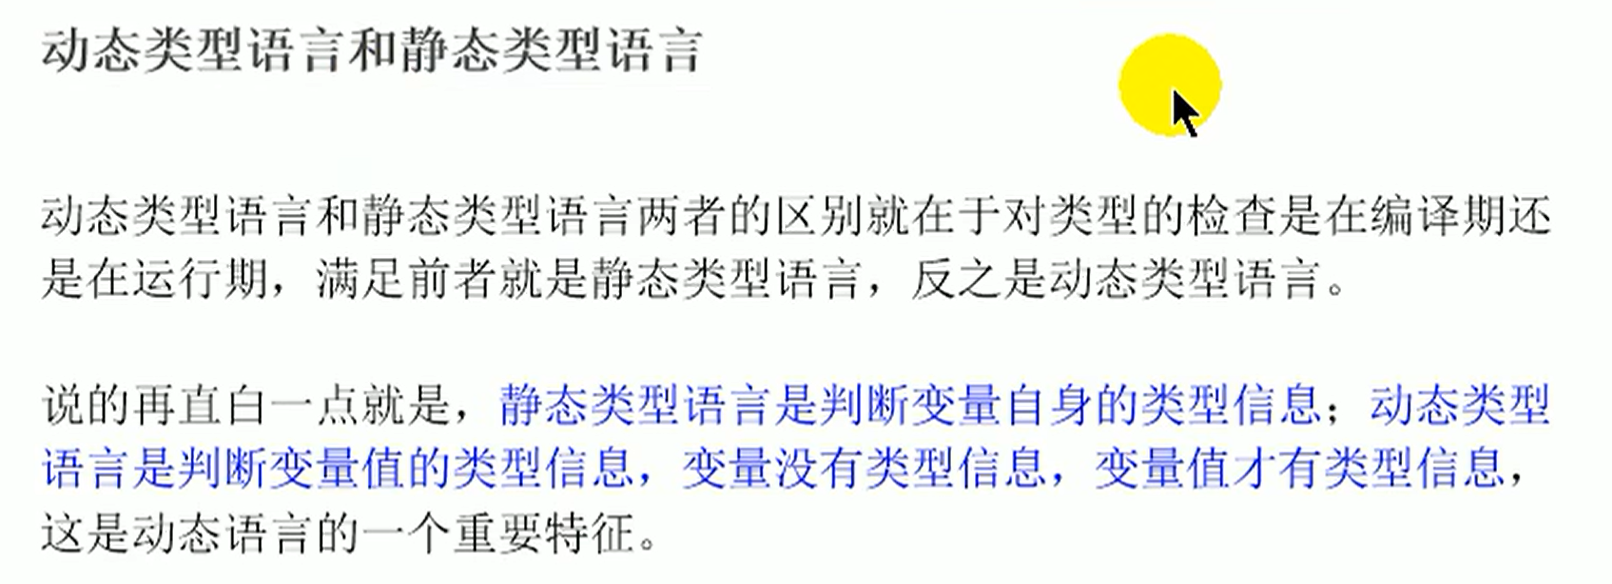 动态类型语言和静态类型语言
动态类型语言和静态类型语言两者的区别就在于对类型的检查是在编译期还
是在运行期，满足前者就是静态类型语言，反之是动态类型语言。
说的再直白一点就是，静态类型语言是判断变量自身的类型信息；动态类型
语言是判断变量值的类型信息，变量没有类型信息，变量值才有类型信息，
这是动态语言的一个重要特征。